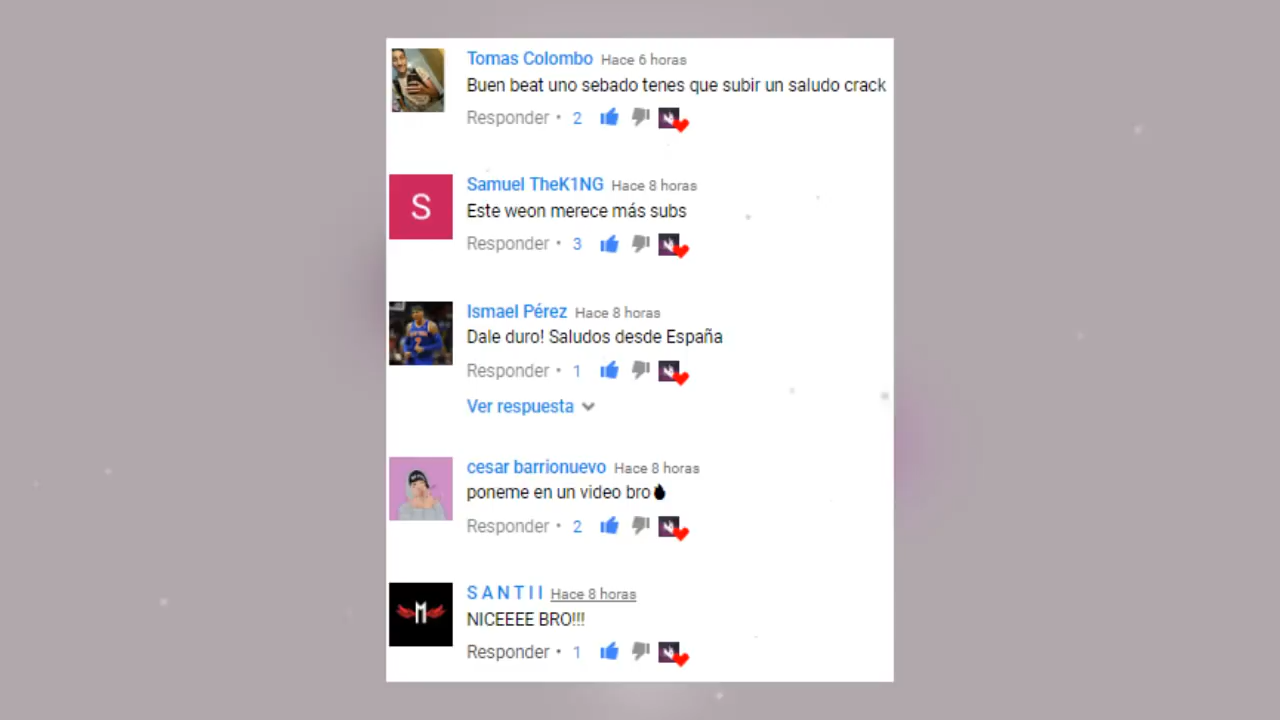 Tomas Colombo Hace 6 horas
Buen beat uno sebado tenes que subir un saludo crack
Responder • 2
S
Samuel TheK1NG Hace 8 horas
Este weon merece más subs
Responder • 3
Ismael Pérez Hace 8 horas
Dale duro! Saludos desde España
Responder • 1
Ver respuesta
cesar barrionuevo Hace 8 horas
poneme en un video bro
Responder • 2
M
S A N T I I Hace 8 horas
NICEEEE BRO!!!
Responder • 1